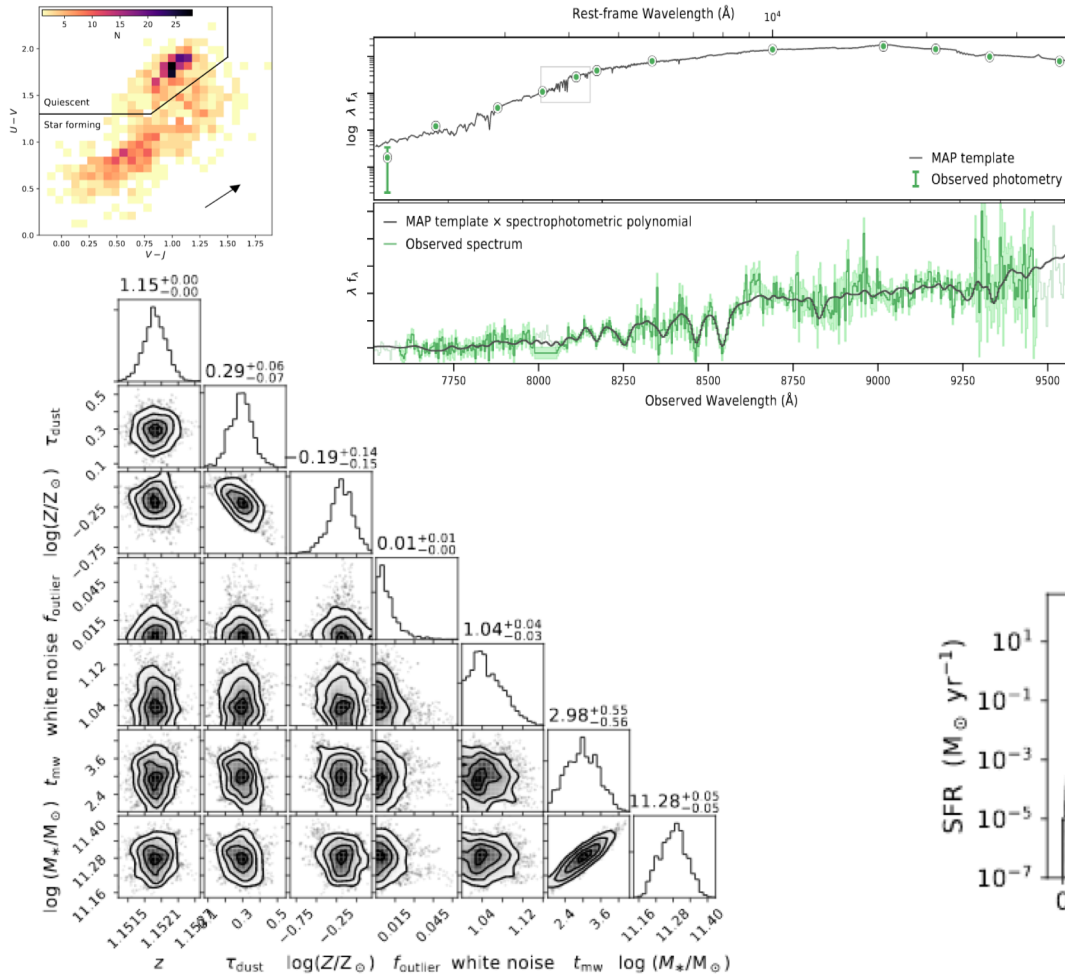 5 10 15 20 25
N
2.0
1.5
1.0
0.5
0.0
U − V
Quiescent
Star forming
0.00 0.25 0.50 0.75 1.00 1.25 1.50 1.75
V − J
Rest-frame Wavelength (Å)
10⁴
log λ f_λ
MAP template
Observed photometry
λ f_λ
MAP template × spectrophotometric polynomial
Observed spectrum
7750 8000 8250 8500 8750 9000 9250 9500
Observed Wavelength (Å)
1.15 +0.00 −0.00
0.29 +0.06 −0.07
−0.19 +0.14 −0.15
0.01 +0.01 −0.00
1.04 +0.04 −0.03
2.98 +0.55 −0.56
11.28 +0.05 −0.05
τ_dust
0.5
0.3
0.1
log(Z/Z⊙)
−0.25
−0.75
f_outlier
0.045
0.015
white noise
1.12
1.04
t_mw
3.6
2.4
log (M_*/M⊙)
11.40
11.28
11.16
1.1515 1.1521
0.1 0.3 0.5
−0.75 −0.25
0.015 0.045
1.04 1.12
2.4 3.6
11.16 11.28 11.40
z
τ_dust
log(Z/Z⊙)
f_outlier
white noise
t_mw
log (M_*/M⊙)
SFR (M⊙ yr⁻¹)
10¹
10⁻¹
10⁻³
10⁻⁵
10⁻⁷